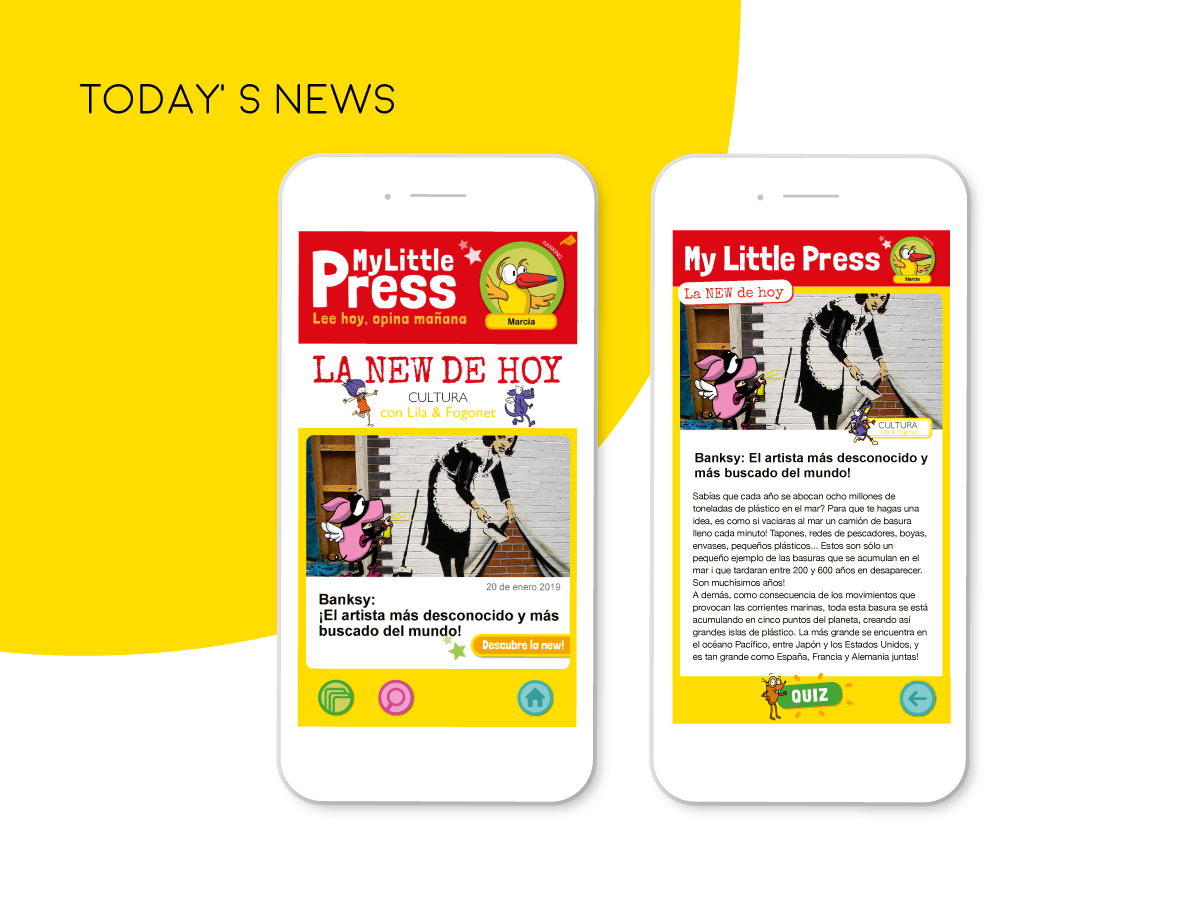 TODAY' S NEWS
MyLittle
Press
Lee hoy, opina mañana
RANKING
Marcia
LA NEW DE HOY
CULTURA
con Lila & Fogonet
20 de enero 2019
Banksy:
¡El artista más desconocido y más
buscado del mundo!
Descubre la new!
My Little Press
Marcia
La NEW de hoy
CULTURA
Lila & Fogonet
Banksy: El artista más desconocido y
más buscado del mundo!
Sabías que cada año se abocan ocho millones de
toneladas de plástico en el mar? Para que te hagas una
idea, es como si vaciaras al mar un camión de basura
lleno cada minuto! Tapones, redes de pescadores, boyas,
envases, pequeños plásticos... Estos son sólo un
pequeño ejemplo de las basuras que se acumulan en el
mar i que tardaran entre 200 y 600 años en desaparecer.
Son muchísimos años!
A demás, como consecuencia de los movimientos que
provocan las corrientes marinas, toda esta basura se está
acumulando en cinco puntos del planeta, creando así
grandes islas de plástico. La más grande se encuentra en
el océano Pacífico, entre Japón y los Estados Unidos, y
es tan grande como España, Francia y Alemania juntas!
QUIZ